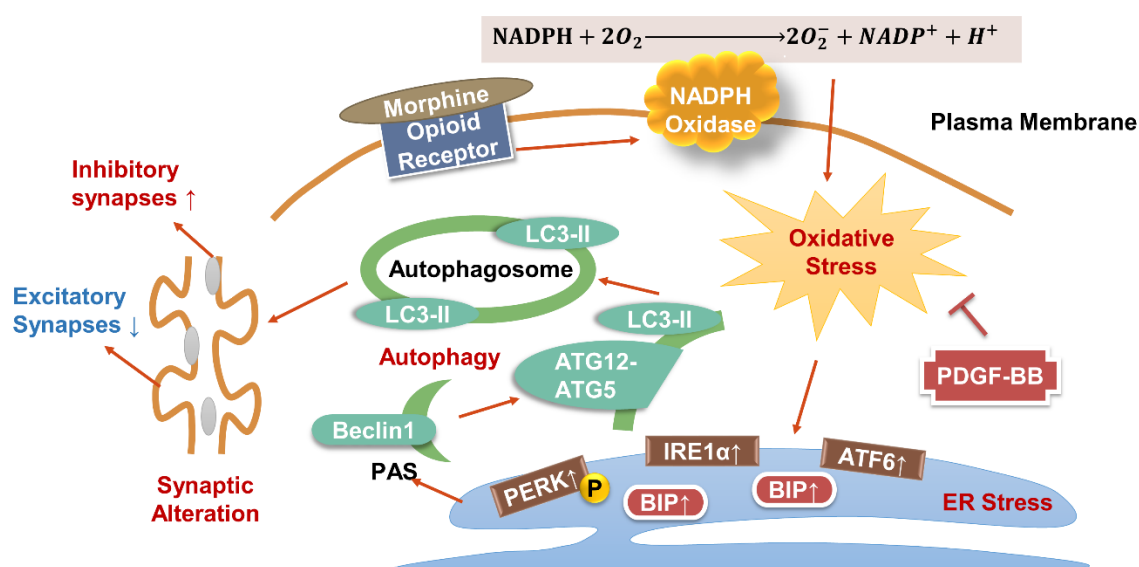 NADPH + 2O₂ ⟶ 2O₂⁻ + NADP⁺ + H⁺
Morphine
Opioid
Receptor
NADPH
Oxidase
Plasma Membrane
Inhibitory
synapses ↑
Excitatory
Synapses ↓
LC3-II
Autophagosome
LC3-II
Oxidative
Stress
LC3-II
Autophagy
ATG12-
ATG5
PDGF-BB
Beclin1
PAS
PERK↑
P
IRE1α↑
ATF6↑
BIP↑
BIP↑
ER Stress
Synaptic
Alteration